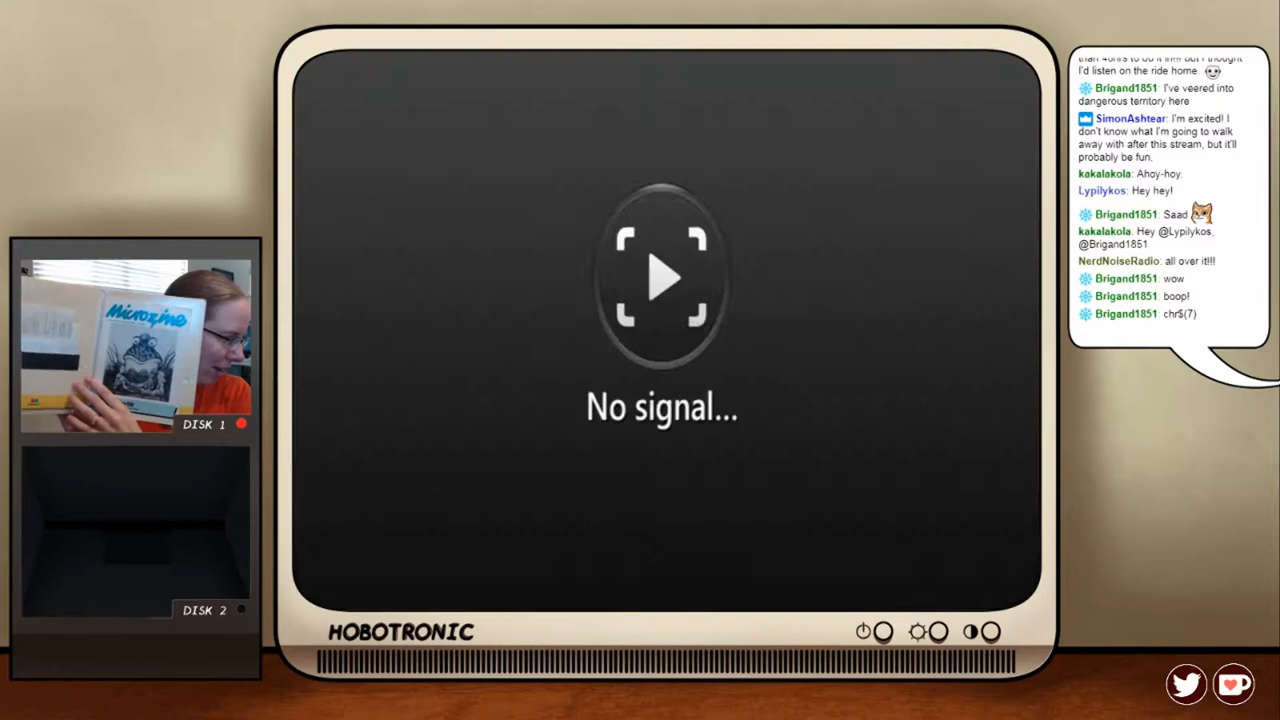 I'd listen on the ride home.
Brigand1851: I've veered into
dangerous territory here
SimonAshtear: I'm excited! I
don't know what I'm going to walk
away with after this stream, but it'll
probably be fun.
kakalakola: Ahoy-hoy.
Lypilykos: Hey hey!
Brigand1851: Saad
kakalakola: Hey @Lypilykos,
@Brigand1851
NerdNoiseRadio: all over it!!!
Brigand1851: wow
Brigand1851: boop!
Brigand1851: chr$(7)
Microzine
DISK 1
DISK 2
No signal...
HOBOTRONIC